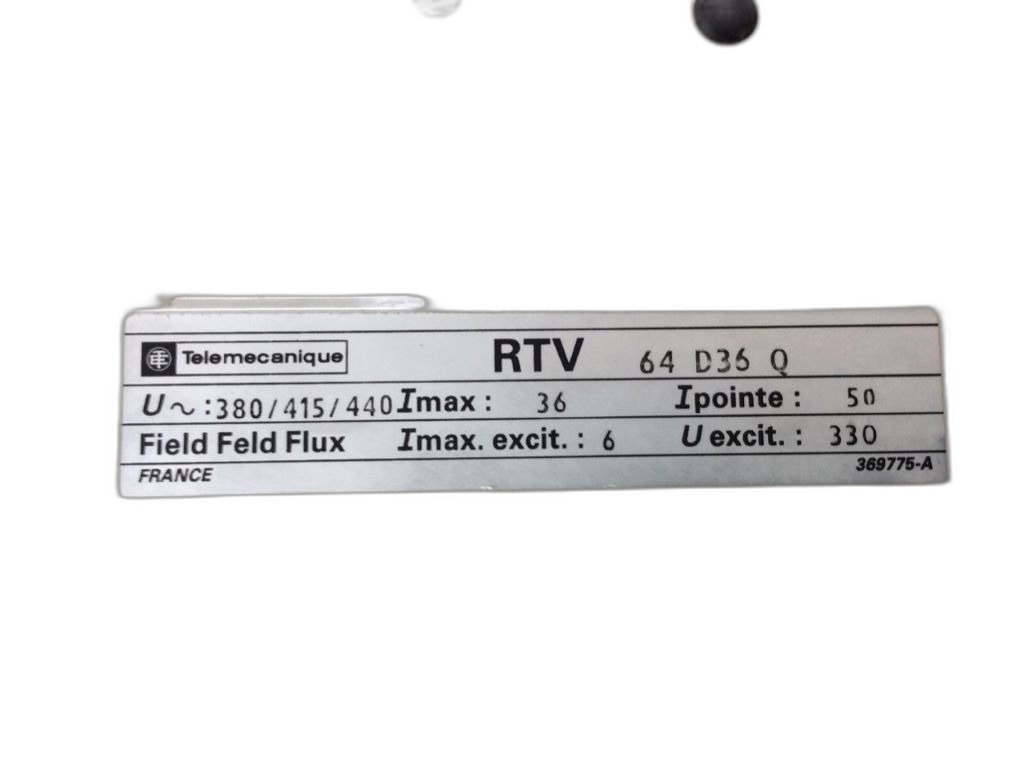 Telemecanique RTV 64 D36 Q
U ~ : 380/415/440 Imax : 36 Ipointe : 50
Field Feld Flux Imax. excit. : 6 U excit. : 330
FRANCE 369775-A